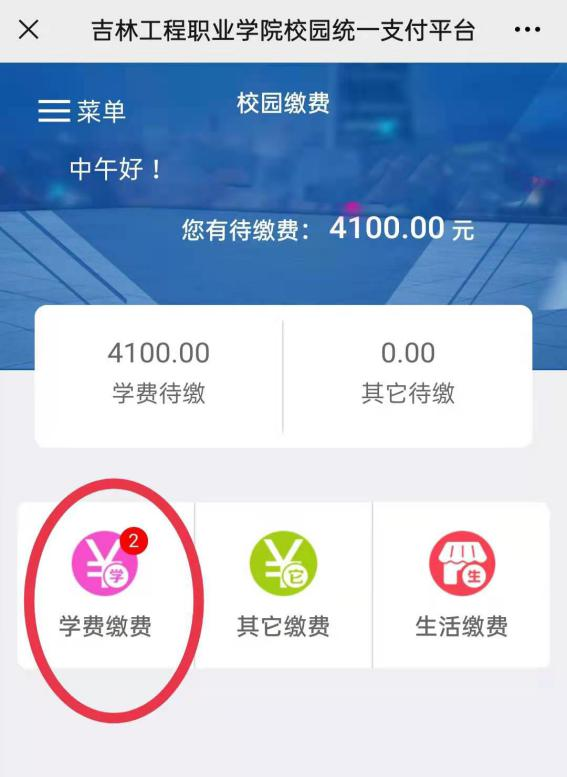 吉林工程职业学院校园统一支付平台
菜单
校园缴费
中午好！
您有待缴费： 4100.00 元
4100.00
学费待缴
0.00
其它待缴
2
学
学费缴费
它
其它缴费
生
生活缴费